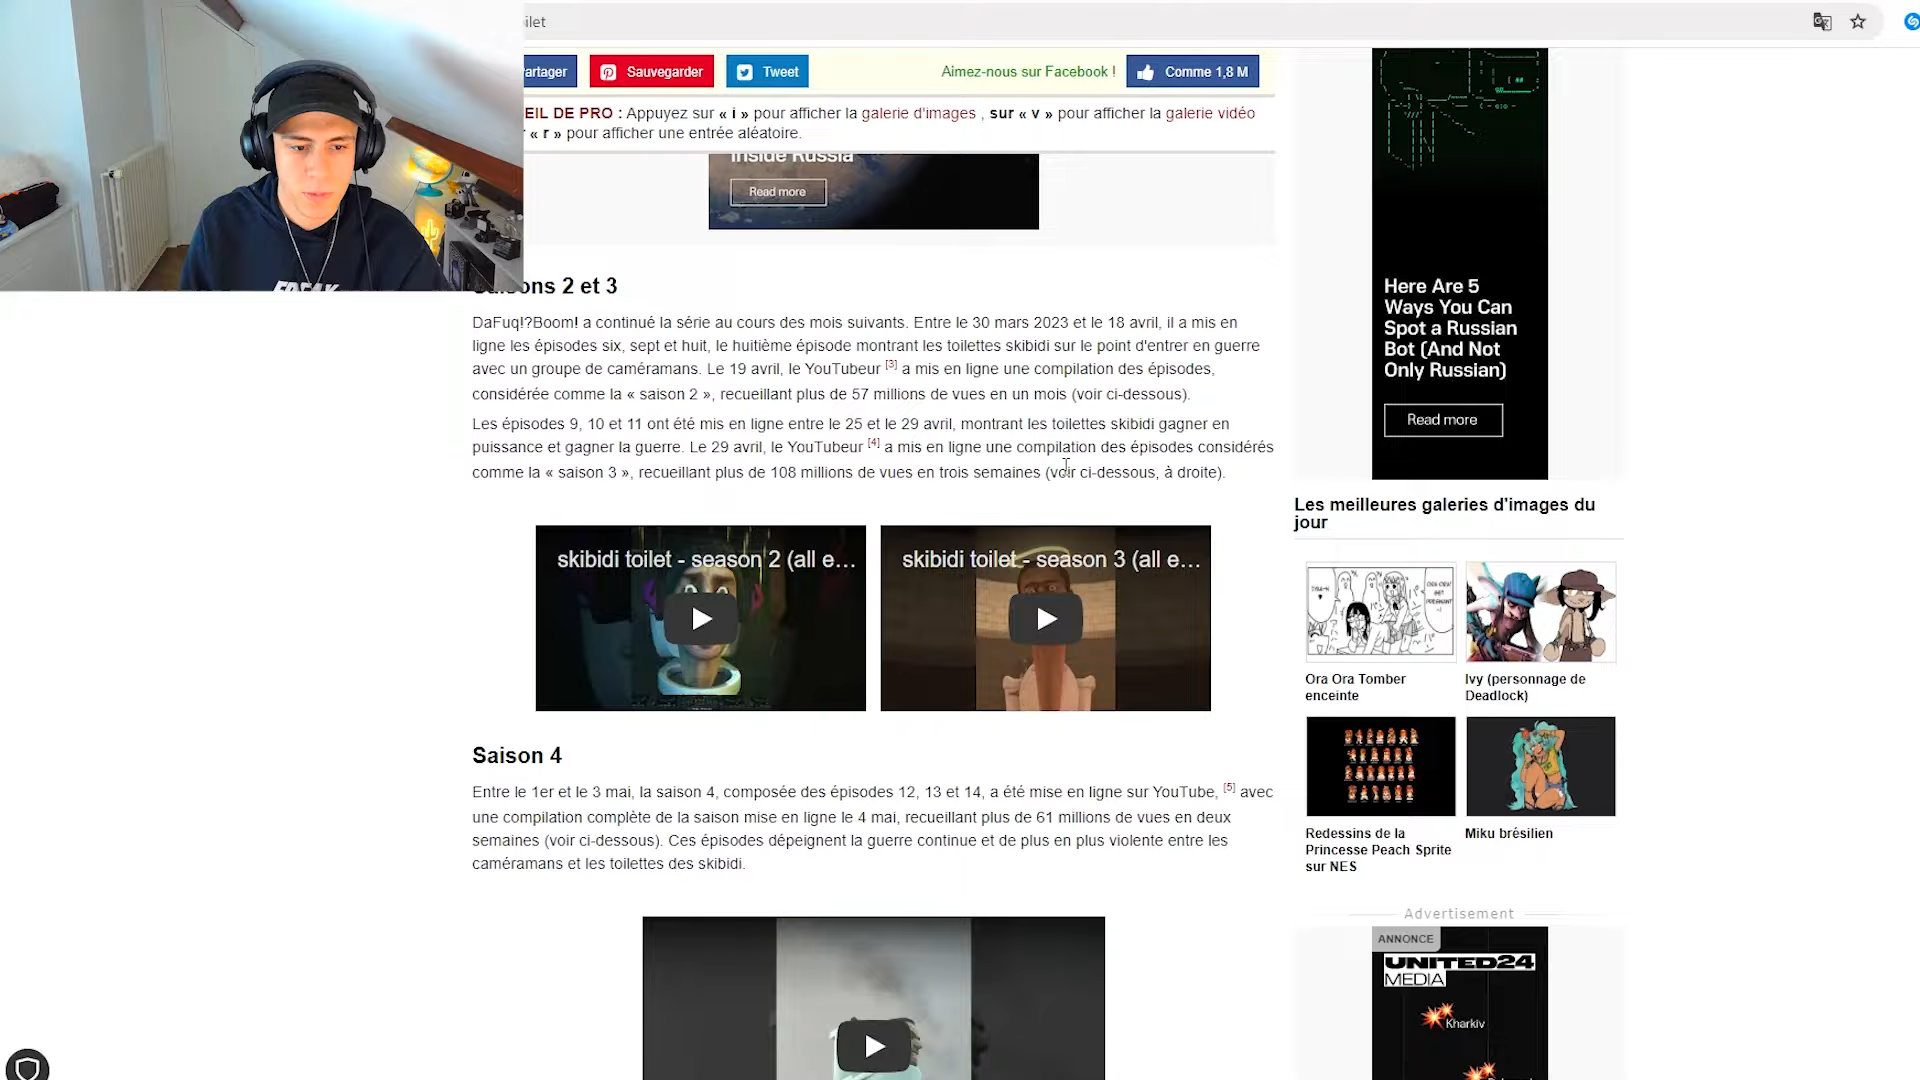 ilet
artager
Sauvegarder
Tweet
Aimez-nous sur Facebook !
Comme 1,8 M
EIL DE PRO : Appuyez sur « i » pour afficher la galerie d'images , sur « v » pour afficher la galerie vidéo
« r » pour afficher une entrée aléatoire.
Inside Russia
Read more
ons 2 et 3
DaFuq!?Boom! a continué la série au cours des mois suivants. Entre le 30 mars 2023 et le 18 avril, il a mis en
ligne les épisodes six, sept et huit, le huitième épisode montrant les toilettes skibidi sur le point d'entrer en guerre
avec un groupe de caméramans. Le 19 avril, le YouTubeur [3] a mis en ligne une compilation des épisodes,
considérée comme la « saison 2 », recueillant plus de 57 millions de vues en un mois (voir ci-dessous).
Les épisodes 9, 10 et 11 ont été mis en ligne entre le 25 et le 29 avril, montrant les toilettes skibidi gagner en
puissance et gagner la guerre. Le 29 avril, le YouTubeur [4] a mis en ligne une compilation des épisodes considérés
comme la « saison 3 », recueillant plus de 108 millions de vues en trois semaines (voir ci-dessous, à droite).
skibidi toilet - season 2 (all e...
skibidi toilet - season 3 (all e...
Saison 4
Entre le 1er et le 3 mai, la saison 4, composée des épisodes 12, 13 et 14, a été mise en ligne sur YouTube, [5] avec
une compilation complète de la saison mise en ligne le 4 mai, recueillant plus de 61 millions de vues en deux
semaines (voir ci-dessous). Ces épisodes dépeignent la guerre continue et de plus en plus violente entre les
caméramans et les toilettes des skibidi.
Here Are 5
Ways You Can
Spot a Russian
Bot (And Not
Only Russian)
Read more
Les meilleures galeries d'images du
jour
Ora Ora Tomber
enceinte
Ivy (personnage de
Deadlock)
Redessins de la
Princesse Peach Sprite
sur NES
Miku brésilien
Advertisement
ANNONCE
UNITED24
MEDIA
Kharkiv